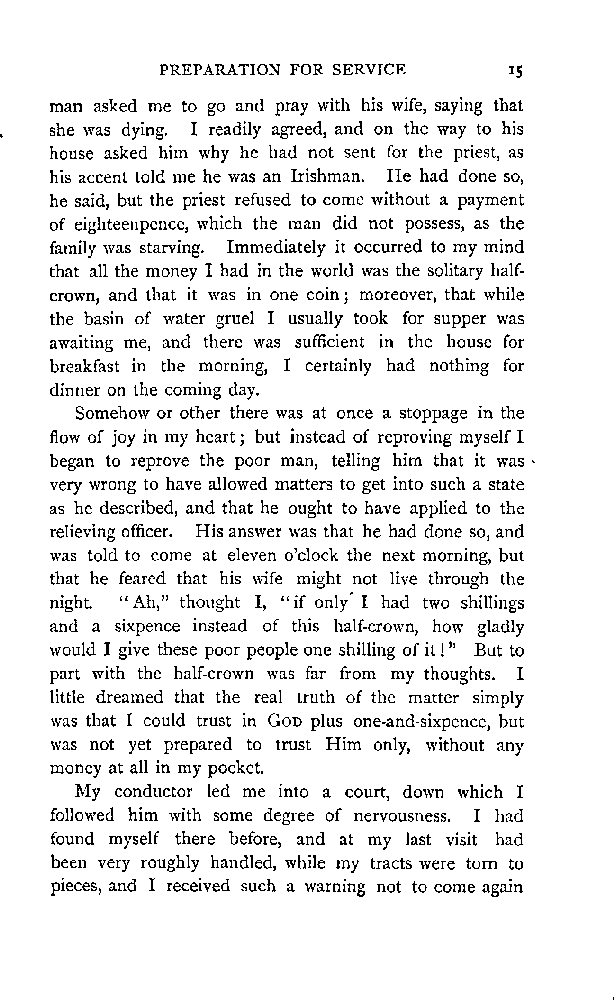 PREPARATION FOR SERVICE 15
man asked me to go and pray with his wife, saying that
she was dying. I readily agreed, and on the way to his
house asked him why he had not sent for the priest, as
his accent told me he was an Irishman. He had done so,
he said, but the priest refused to come without a payment
of eighteenpence, which the man did not possess, as the
family was starving. Immediately it occurred to my mind
that all the money I had in the world was the solitary half-
crown, and that it was in one coin; moreover, that while
the basin of water gruel I usually took for supper was
awaiting me, and there was sufficient in the house for
breakfast in the morning, I certainly had nothing for
dinner on the coming day.
Somehow or other there was at once a stoppage in the
flow of joy in my heart; but instead of reproving myself I
began to reprove the poor man, telling him that it was
very wrong to have allowed matters to get into such a state
as he described, and that he ought to have applied to the
relieving officer. His answer was that he had done so, and
was told to come at eleven o'clock the next morning, but
that he feared that his wife might not live through the
night. "Ah," thought I, "if only I had two shillings
and a sixpence instead of this half-crown, how gladly
would I give these poor people one shilling of it!" But to
part with the half-crown was far from my thoughts. I
little dreamed that the real truth of the matter simply
was that I could trust in GOD plus one-and-sixpence, but
was not yet prepared to trust Him only, without any
money at all in my pocket.
My conductor led me into a court, down which I
followed him with some degree of nervousness. I had
found myself there before, and at my last visit had
been very roughly handled, while my tracts were torn to
pieces, and I received such a warning not to come again